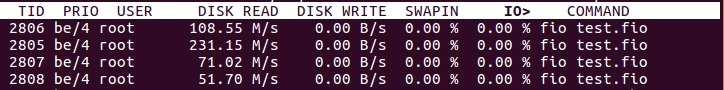 TID PRIO USER DISK READ DISK WRITE SWAPIN IO> COMMAND
2806 be/4 root 108.55 M/s 0.00 B/s 0.00 % 0.00 % fio test.fio
2805 be/4 root 231.15 M/s 0.00 B/s 0.00 % 0.00 % fio test.fio
2807 be/4 root 71.02 M/s 0.00 B/s 0.00 % 0.00 % fio test.fio
2808 be/4 root 51.70 M/s 0.00 B/s 0.00 % 0.00 % fio test.fio